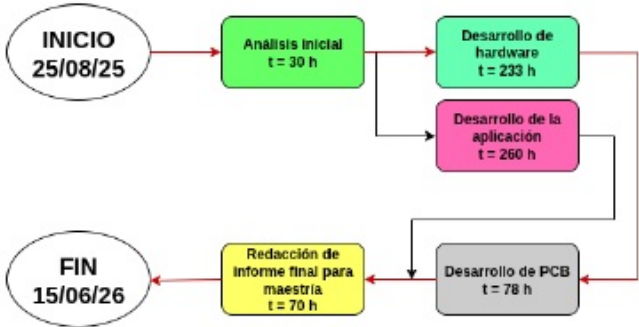 INICIO
25/08/25
Análisis inicial
t = 30 h
Desarrollo de
hardware
t = 233 h
Desarrollo de la
aplicación
t = 260 h
Desarrollo de PCB
t = 78 h
Redacción de
informe final para
maestría
t = 70 h
FIN
15/06/26